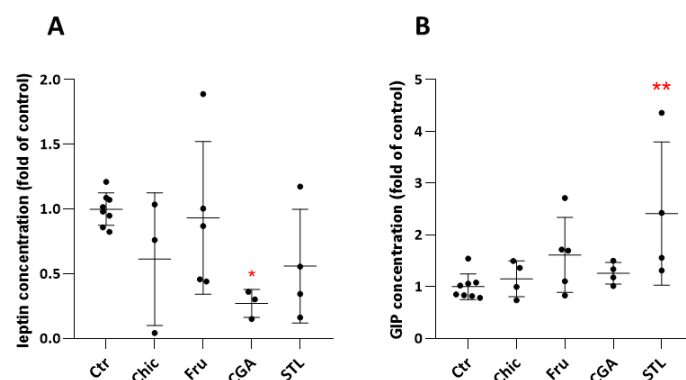 A
B
leptin concentration (fold of control)
2.0
1.5
1.0
0.5
0.0
*
Ctr
Chic
Fru
CGA
STL
GIP concentration (fold of control)
5
4
3
2
1
0
**
Ctr
Chic
Fru
CGA
STL